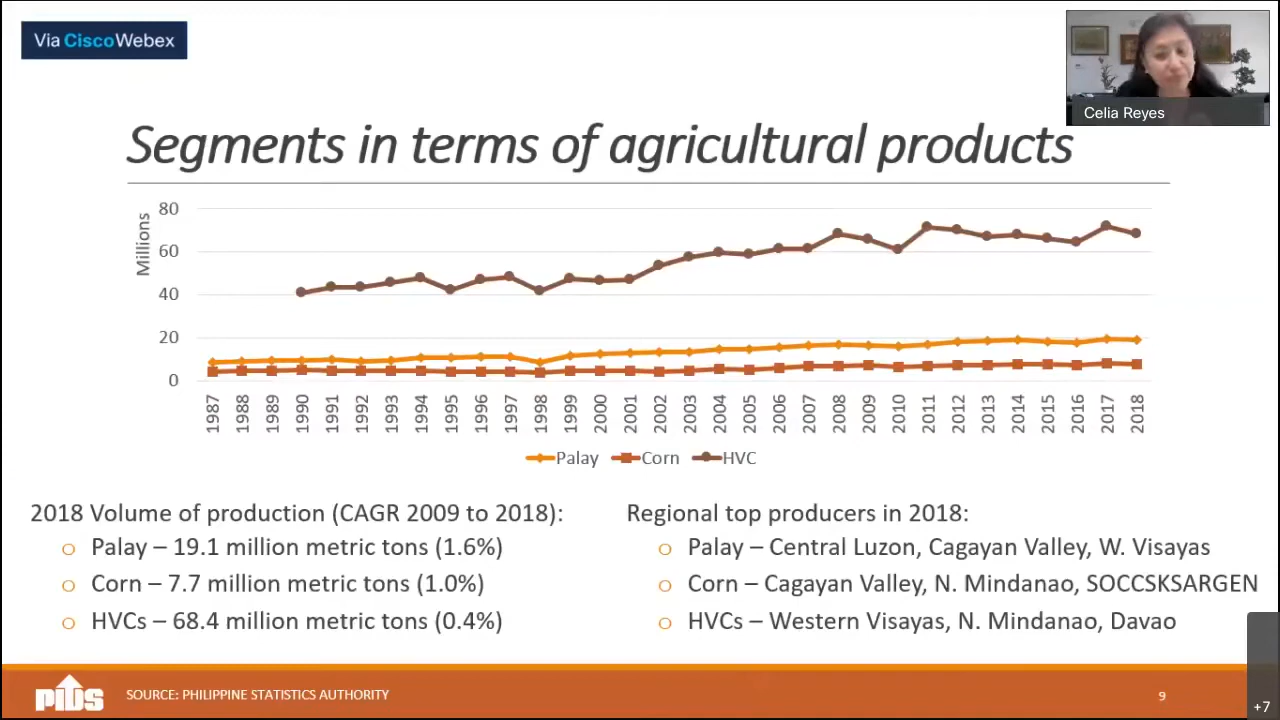 Via CiscoWebex
Celia Reyes
Segments in terms of agricultural products
Millions
80
60
40
20
0
1987 1988 1989 1990 1991 1992 1993 1994 1995 1996 1997 1998 1999 2000 2001 2002 2003 2004 2005 2006 2007 2008 2009 2010 2011 2012 2013 2014 2015 2016 2017 2018
Palay Corn HVC
2018 Volume of production (CAGR 2009 to 2018):
o Palay – 19.1 million metric tons (1.6%)
o Corn – 7.7 million metric tons (1.0%)
o HVCs – 68.4 million metric tons (0.4%)
Regional top producers in 2018:
o Palay – Central Luzon, Cagayan Valley, W. Visayas
o Corn – Cagayan Valley, N. Mindanao, SOCCSKSARGEN
o HVCs – Western Visayas, N. Mindanao, Davao
pids
SOURCE: PHILIPPINE STATISTICS AUTHORITY
9
+7